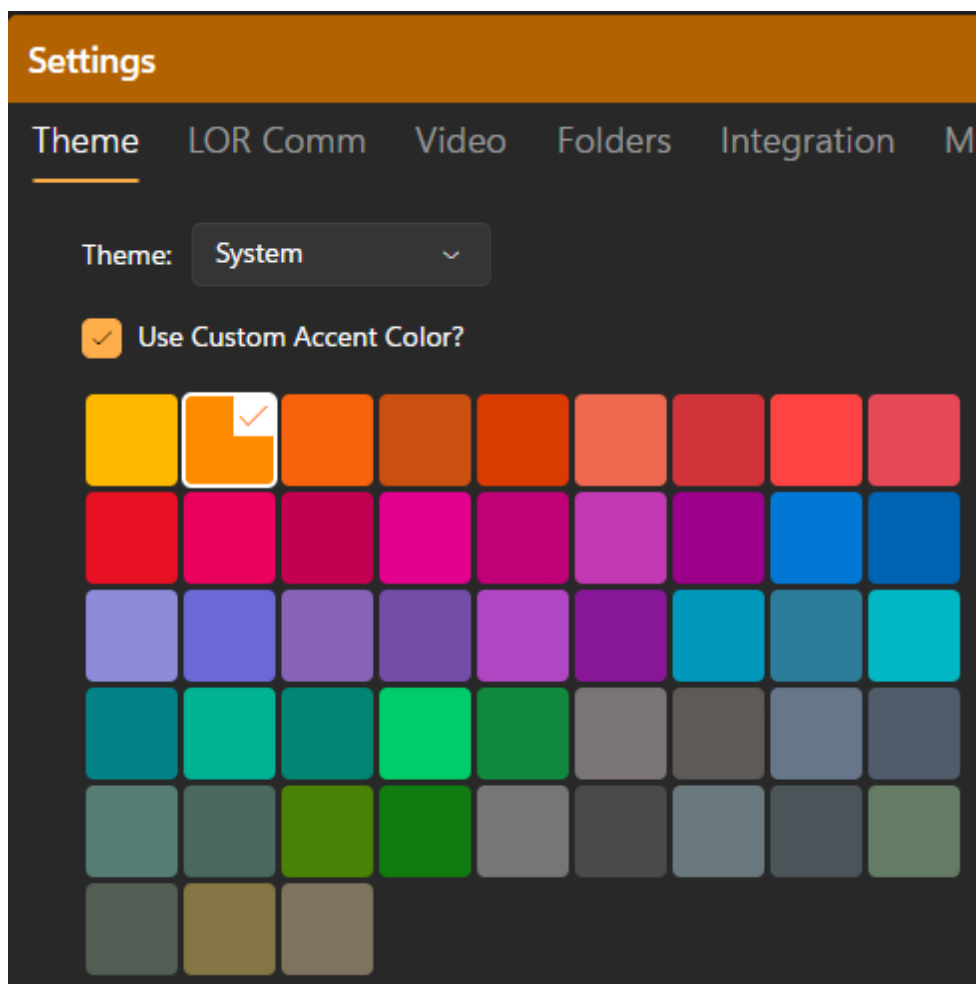 Settings
Theme LOR Comm Video Folders Integration M
Theme: System
Use Custom Accent Color?